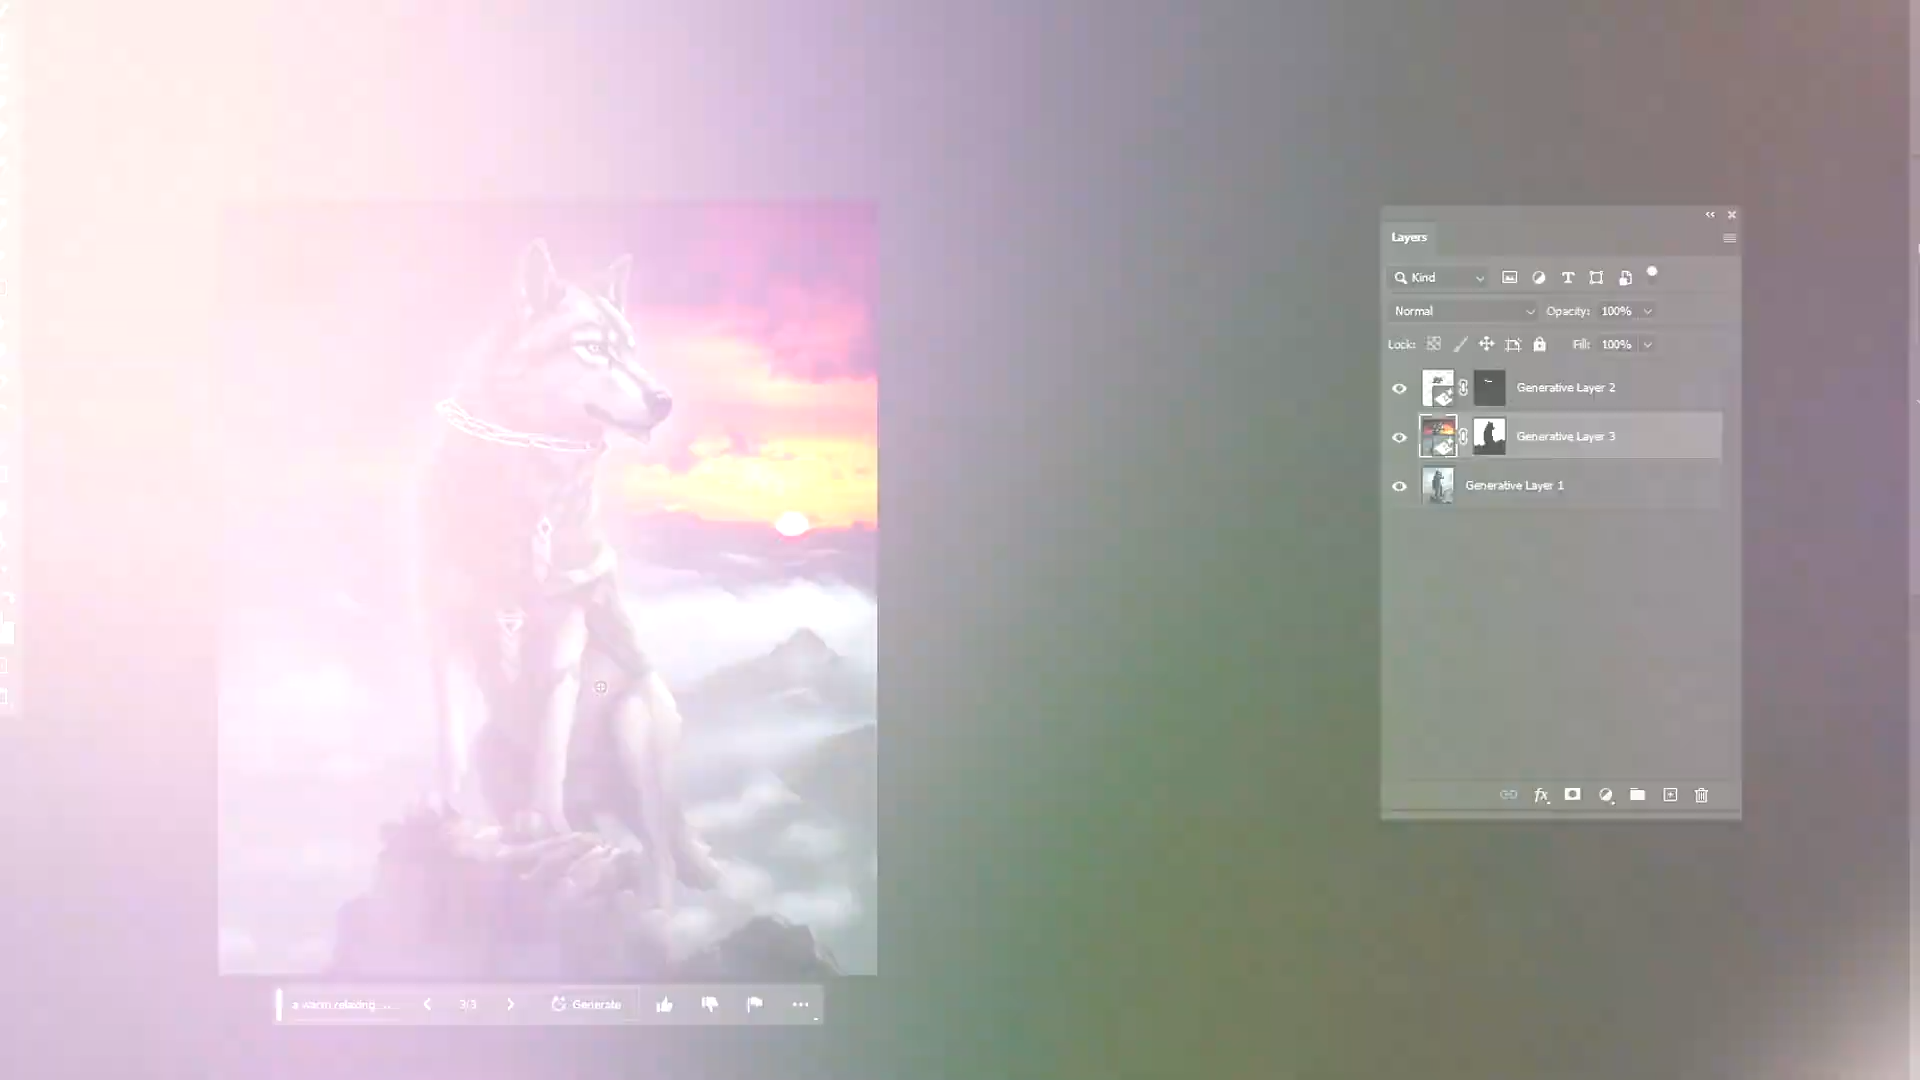 Layers
Kind
Normal Opacity: 100%
Lock: Fill: 100%
Generative Layer 2
Generative Layer 3
Generative Layer 1
a warm relaxing ... 3/3 Generate